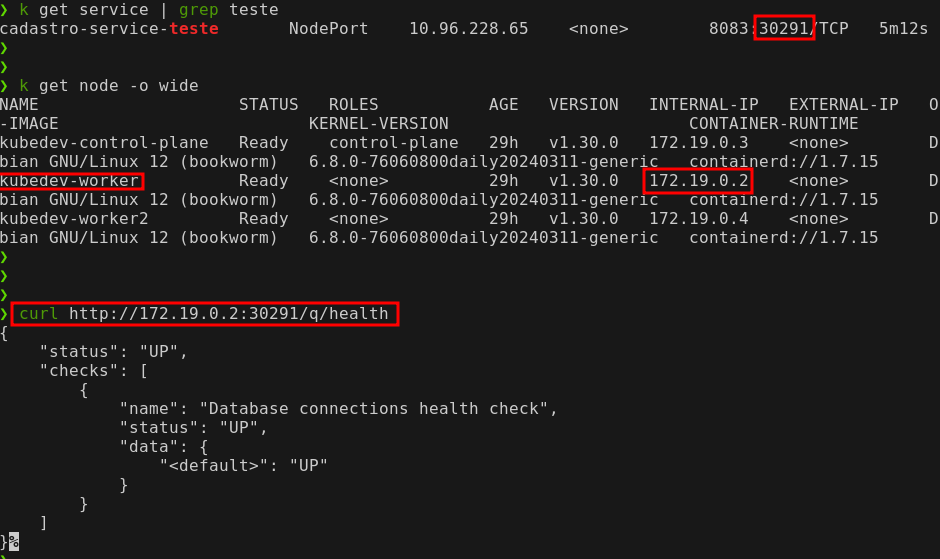 ❯ k get service | grep teste
cadastro-service-teste       NodePort    10.96.228.65    <none>        8083:30291/TCP   5m12s
❯
❯
❯ k get node -o wide
NAME                    STATUS   ROLES           AGE   VERSION   INTERNAL-IP   EXTERNAL-IP   O
-IMAGE                         KERNEL-VERSION                        CONTAINER-RUNTIME
kubedev-control-plane   Ready    control-plane   29h   v1.30.0   172.19.0.3    <none>        D
bian GNU/Linux 12 (bookworm)   6.8.0-76060800daily20240311-generic   containerd://1.7.15
kubedev-worker          Ready    <none>          29h   v1.30.0   172.19.0.2    <none>        D
bian GNU/Linux 12 (bookworm)   6.8.0-76060800daily20240311-generic   containerd://1.7.15
kubedev-worker2         Ready    <none>          29h   v1.30.0   172.19.0.4    <none>        D
bian GNU/Linux 12 (bookworm)   6.8.0-76060800daily20240311-generic   containerd://1.7.15
❯
❯
❯
❯ curl http://172.19.0.2:30291/q/health
{
    "status": "UP",
    "checks": [
        {
            "name": "Database connections health check",
            "status": "UP",
            "data": {
                "<default>": "UP"
            }
        }
    ]
}%
❯